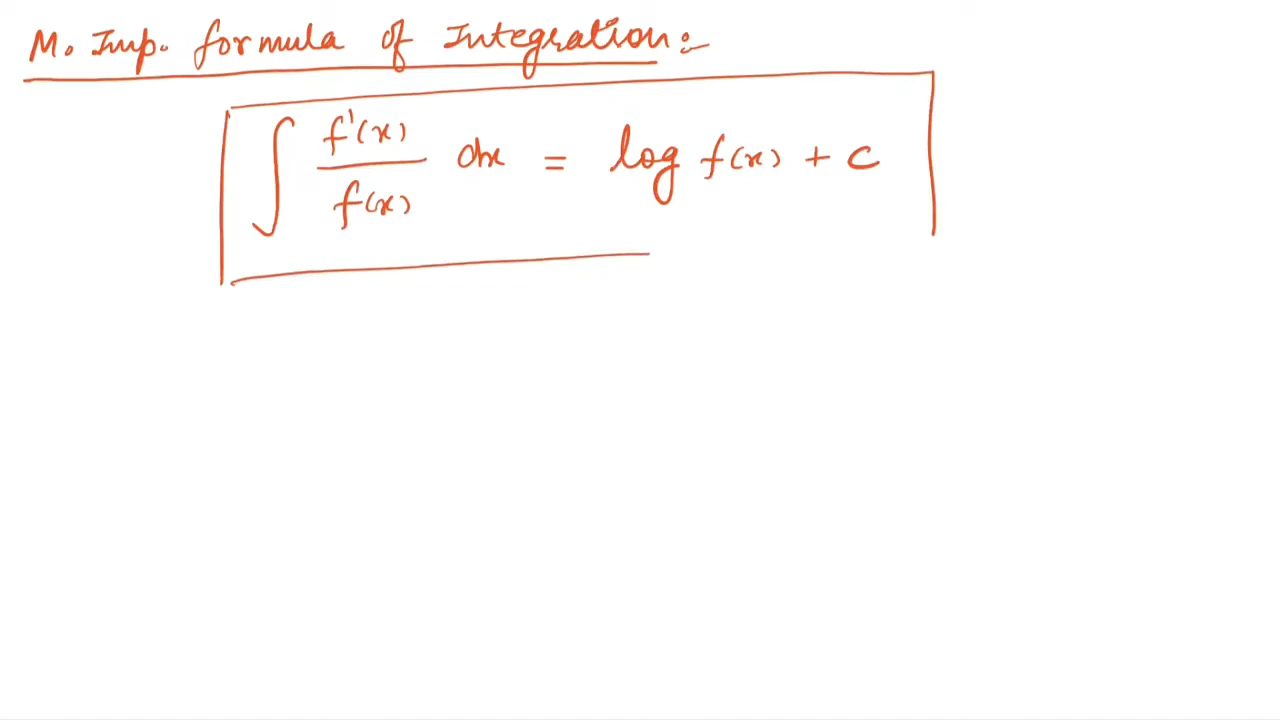 M. Imp. formula of Integration:-
∫ f'(x)/f(x) dx = log f(x) + c